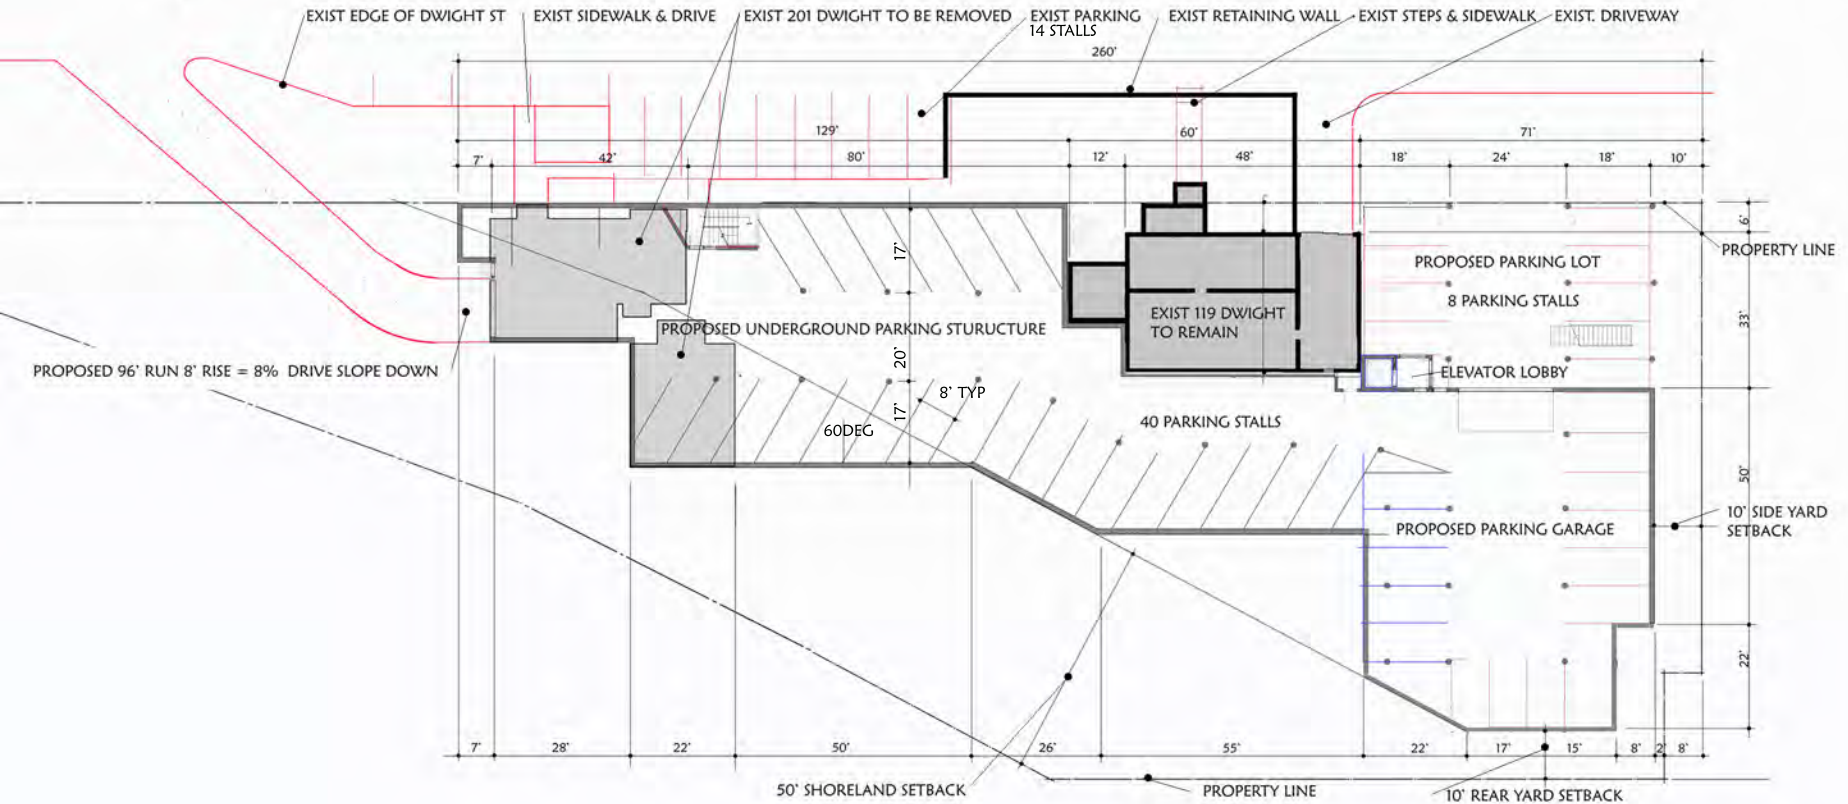 EXIST EDGE OF DWIGHT ST
EXIST SIDEWALK & DRIVE
EXIST 201 DWIGHT TO BE REMOVED
EXIST PARKING
14 STALLS
EXIST RETAINING WALL
EXIST STEPS & SIDEWALK
EXIST. DRIVEWAY
260'
129'
60'
71'
7'
42'
80'
12'
48'
18'
24'
18'
10'
6'
PROPERTY LINE
17'
PROPOSED PARKING LOT
8 PARKING STALLS
33'
EXIST 119 DWIGHT
TO REMAIN
PROPOSED UNDERGROUND PARKING STURUCTURE
20'
PROPOSED 96' RUN 8' RISE = 8% DRIVE SLOPE DOWN
ELEVATOR LOBBY
8' TYP
17'
60DEG
40 PARKING STALLS
50'
10' SIDE YARD
SETBACK
PROPOSED PARKING GARAGE
22'
7'
28'
22'
50'
26'
55'
22'
17'
15'
8'
2'
8'
50' SHORELAND SETBACK
PROPERTY LINE
10' REAR YARD SETBACK